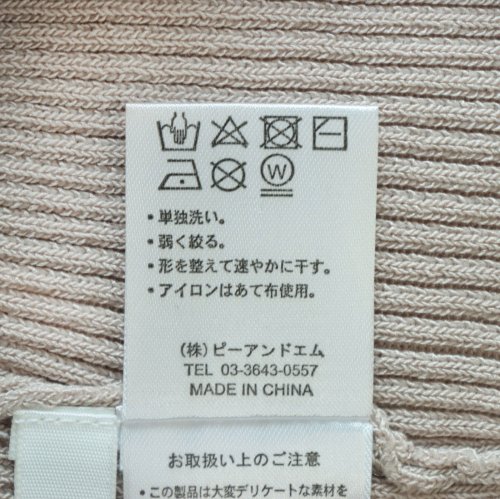 W
・単独洗い。
・弱く絞る。
・形を整えて速やかに干す。
・アイロンはあて布使用。
(株)ピーアンドエム
TEL 03-3643-0557
MADE IN CHINA
お取扱い上のご注意
・この製品は大変デリケートな素材を